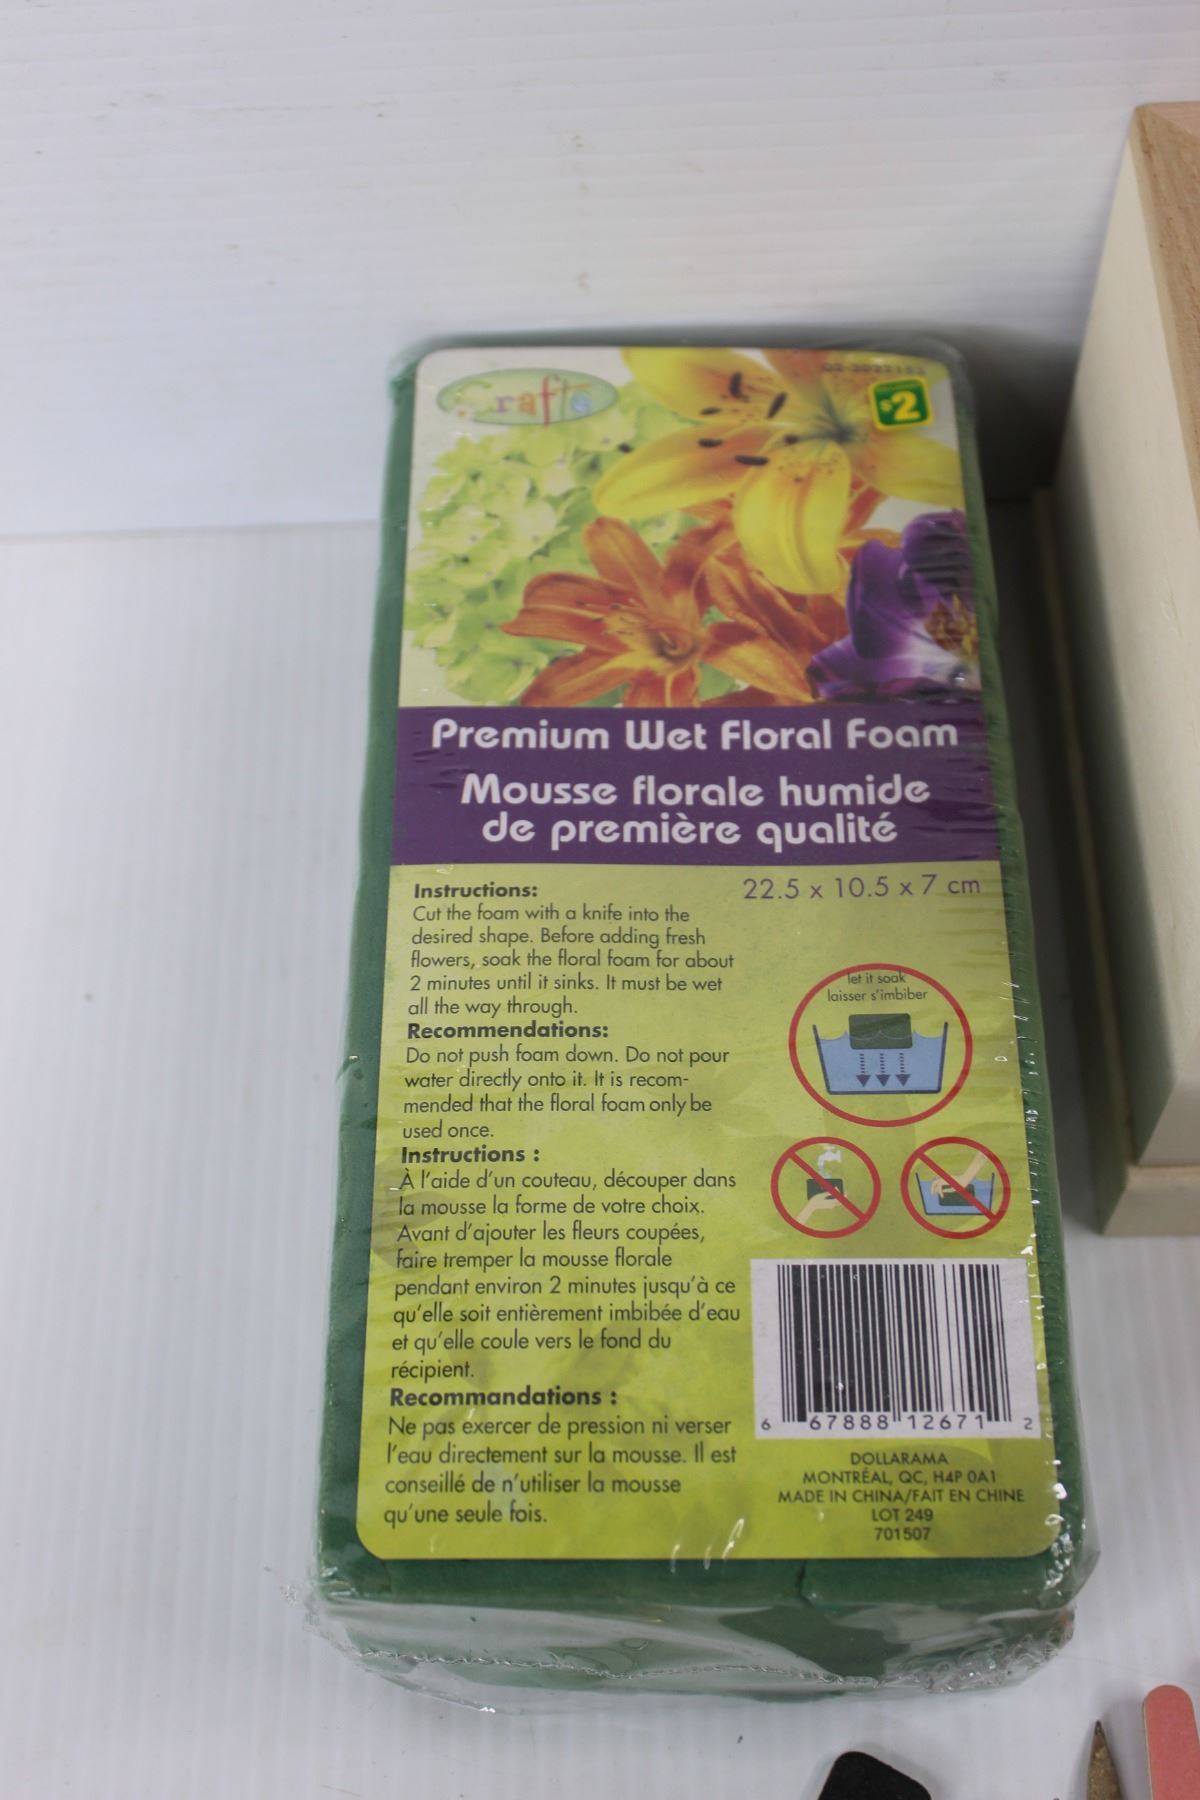 Crafts
02-3022153
$2
Premium Wet Floral Foam
Mousse florale humide
de première qualité
22.5 x 10.5 x 7 cm
Instructions:
Cut the foam with a knife into the
desired shape. Before adding fresh
flowers, soak the floral foam for about
2 minutes until it sinks. It must be wet
all the way through.
Recommendations:
Do not push foam down. Do not pour
water directly onto it. It is recom-
mended that the floral foam only be
used once.
Instructions :
À l'aide d'un couteau, découper dans
la mousse la forme de votre choix.
Avant d'ajouter les fleurs coupées,
faire tremper la mousse florale
pendant environ 2 minutes jusqu'à ce
qu'elle soit entièrement imbibée d'eau
et qu'elle coule vers le fond du
récipient.
Recommandations :
Ne pas exercer de pression ni verser
l'eau directement sur la mousse. Il est
conseillé de n'utiliser la mousse
qu'une seule fois.
let it soak
laisser s'imbiber
6 67888 12671 2
DOLLARAMA
MONTRÉAL, QC, H4P 0A1
MADE IN CHINA/FAIT EN CHINE
LOT 249
701507